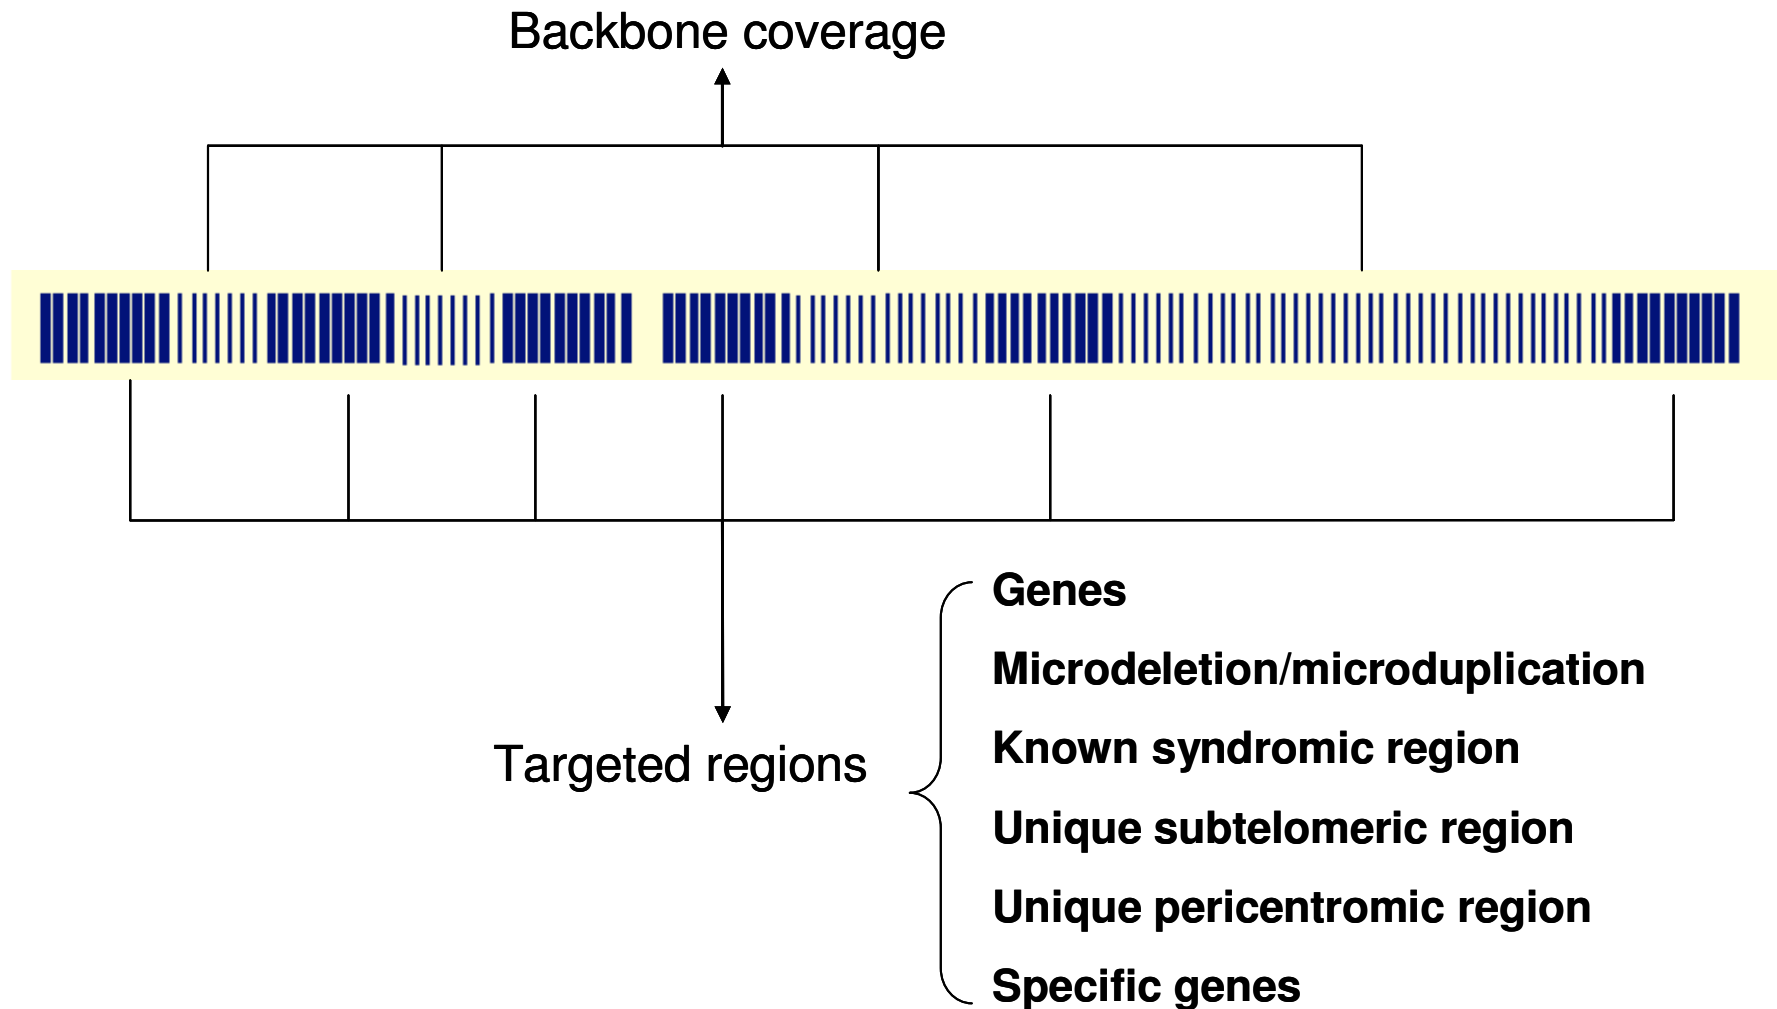 Backbone coverage
Genes
Microdeletion/microduplication
Known syndromic region
Targeted regions
Unique subtelomeric region
Unique pericentromic region
Specific genes